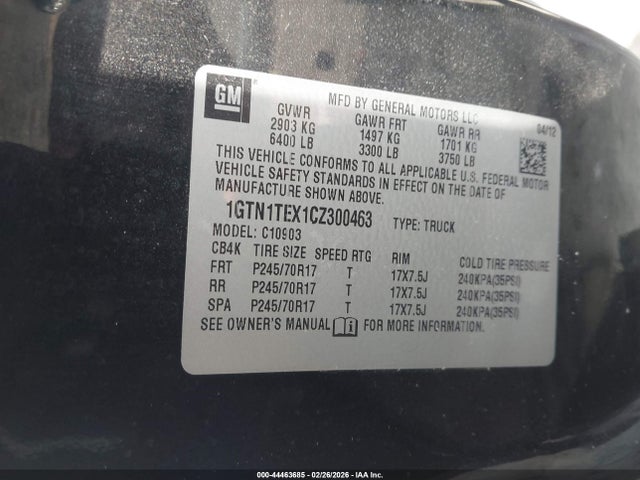 GM
MFD BY GENERAL MOTORS LLC
GVWR GAWR FRT GAWR RR 04/12
2903 KG 1497 KG 1701 KG
6400 LB 3300 LB 3750 LB
THIS VEHICLE CONFORMS TO ALL APPLICABLE U.S. FEDERAL MOTOR
VEHICLE SAFETY STANDARDS IN EFFECT ON THE DATE OF
MANUFACTURE SHOWN ABOVE.
1GTN1TEX1CZ300463 TYPE: TRUCK
MODEL: C10903
CB4K TIRE SIZE SPEED RTG RIM COLD TIRE PRESSURE
FRT P245/70R17 T 17X7.5J 240KPA(35PSI)
RR P245/70R17 T 17X7.5J 240KPA(35PSI)
SPA P245/70R17 T 17X7.5J 240KPA(35PSI)
SEE OWNER'S MANUAL FOR MORE INFORMATION.
000-44463685 - 02/26/2026 - IAA Inc.